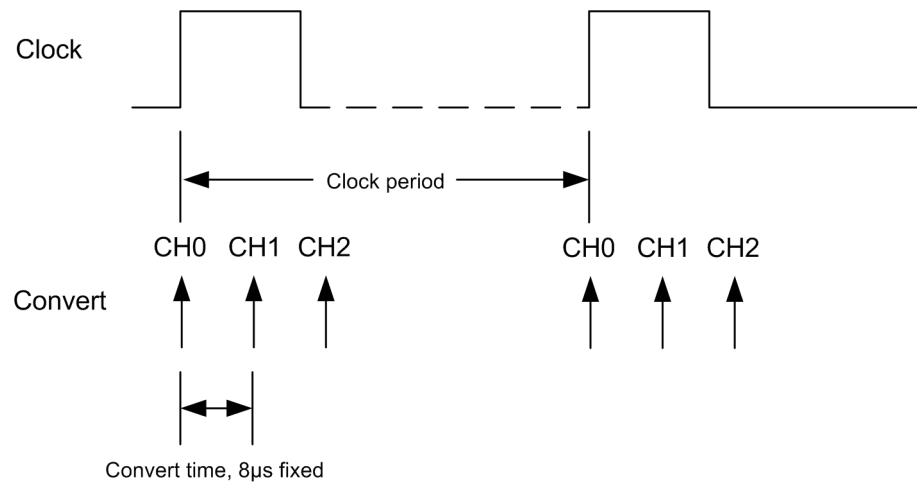 Clock
Clock period
CH0 CH1 CH2 CH0 CH1 CH2
Convert
Convert time, 8µs fixed